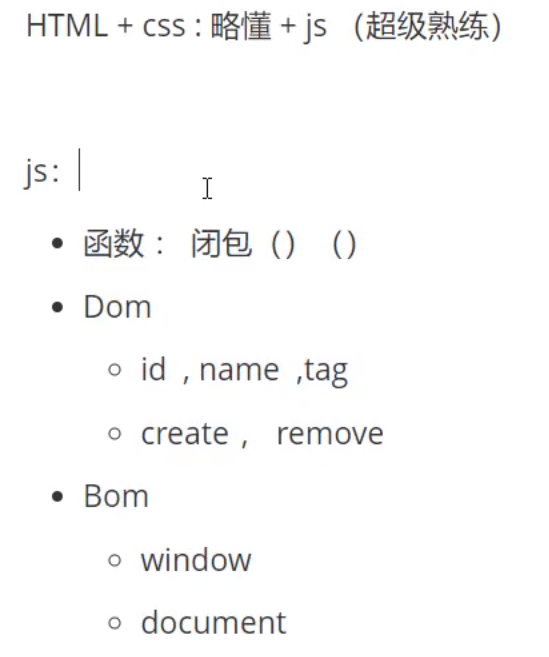 HTML + css : 略懂 + js （超级熟练）
js：
函数： 闭包（） （）
Dom
id , name ,tag
create ， remove
Bom
window
document